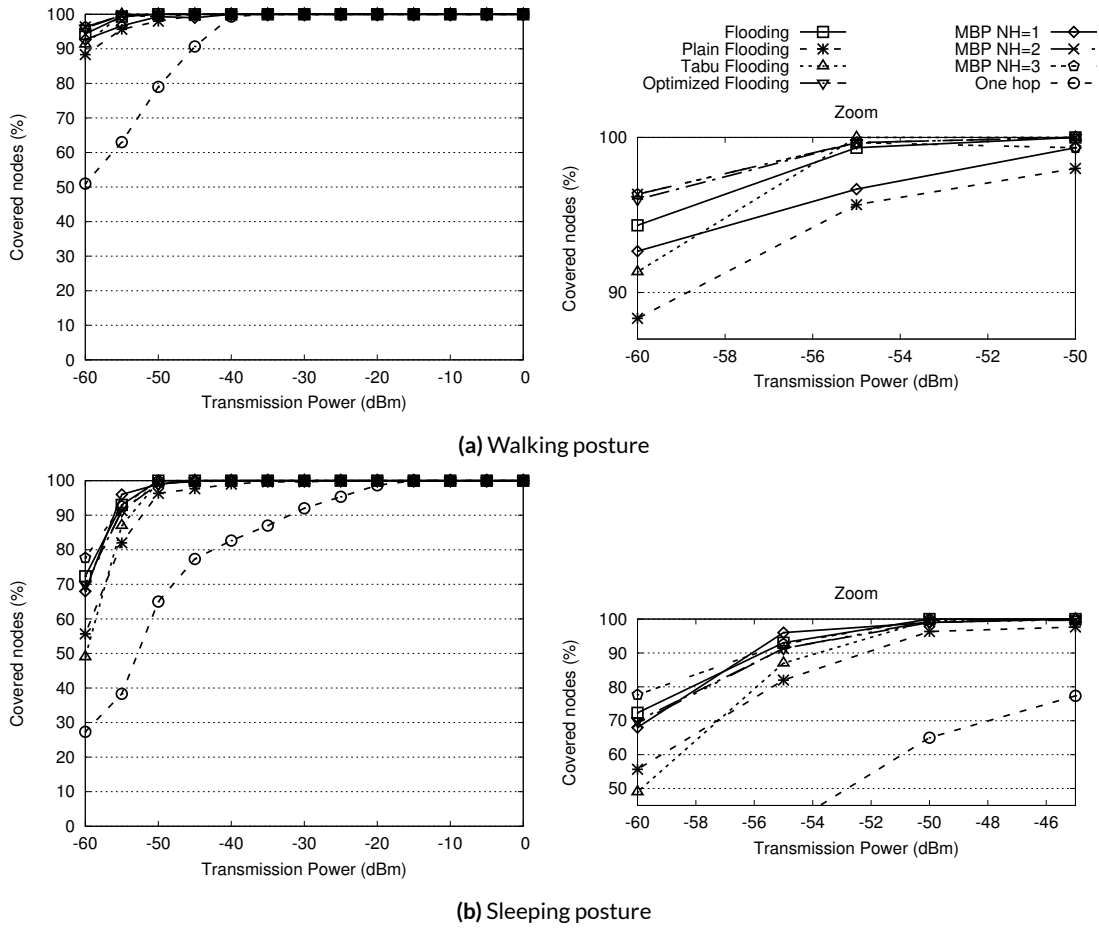 100
90
80
70
60
50
40
30
20
10
0
-60 -50 -40 -30 -20 -10 0
Covered nodes (%)
Transmission Power (dBm)
Flooding
Plain Flooding
Tabu Flooding
Optimized Flooding
MBP NH=1
MBP NH=2
MBP NH=3
One hop
Zoom
100
90
-60 -58 -56 -54 -52 -50
Covered nodes (%)
Transmission Power (dBm)
(a) Walking posture
100
90
80
70
60
50
40
30
20
10
0
-60 -50 -40 -30 -20 -10 0
Covered nodes (%)
Transmission Power (dBm)
Zoom
100
90
80
70
60
50
-60 -58 -56 -54 -52 -50 -48 -46
Covered nodes (%)
Transmission Power (dBm)
(b) Sleeping posture